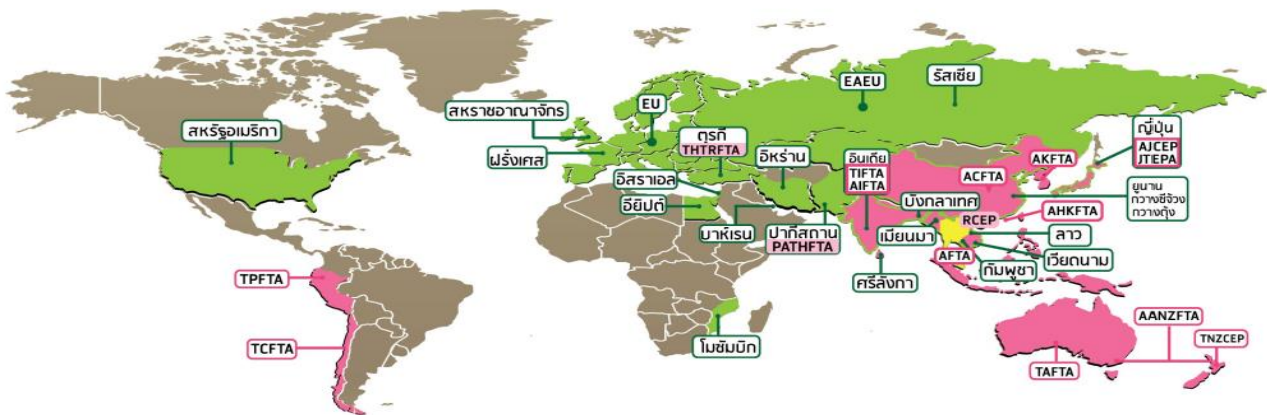 สหรัฐอเมริกา
TPFTA
TCFTA
สหราชอาณาจักร
ฝรั่งเศส
EU
ตุรกี
THTRFTA
อิสราเอล
อียิปต์
บาห์เรน
อิหร่าน
ปากีสถาน
PATHFTA
โมซัมบิก
EAEU
รัสเซีย
อินเดีย
TIFTA
AIFTA
ศรีลังกา
บังกลาเทศ
เมียนมา
ACFTA
AKFTA
ญี่ปุ่น
AJCEP
JTEPA
ยูนาน
กวางซีจ้วง
กวางตุ้ง
RCEP
AHKFTA
ลาว
เวียดนาม
AFTA
กัมพูชา
AANZFTA
TNZCEP
TAFTA